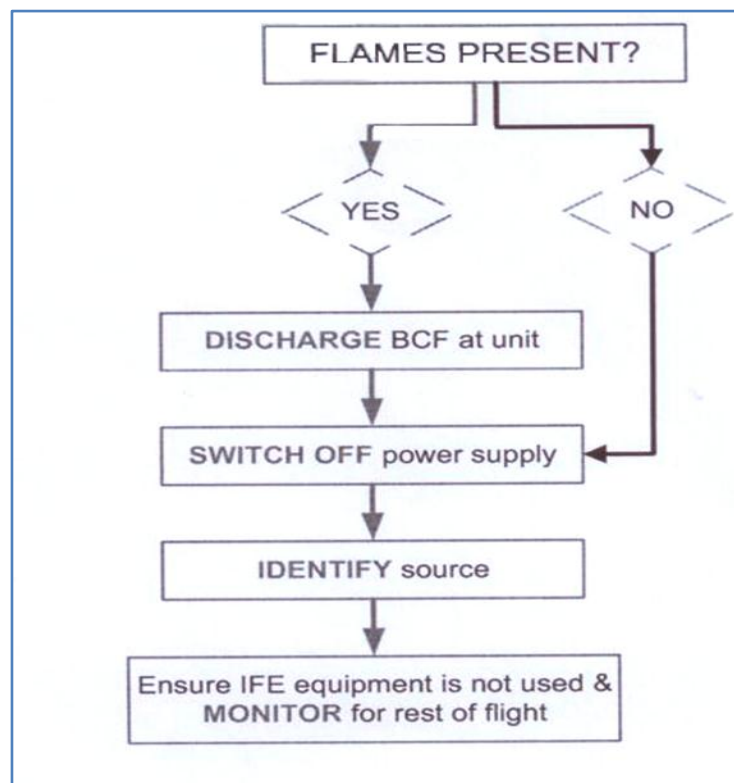 FLAMES PRESENT?
YES
NO
DISCHARGE BCF at unit
SWITCH OFF power supply
IDENTIFY source
Ensure IFE equipment is not used &
MONITOR for rest of flight